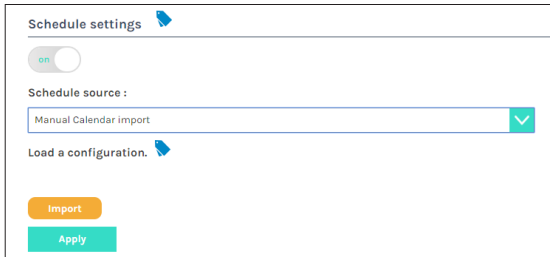 Schedule settings
on
Schedule source :
Manual Calendar import
Load a configuration.
Import
Apply